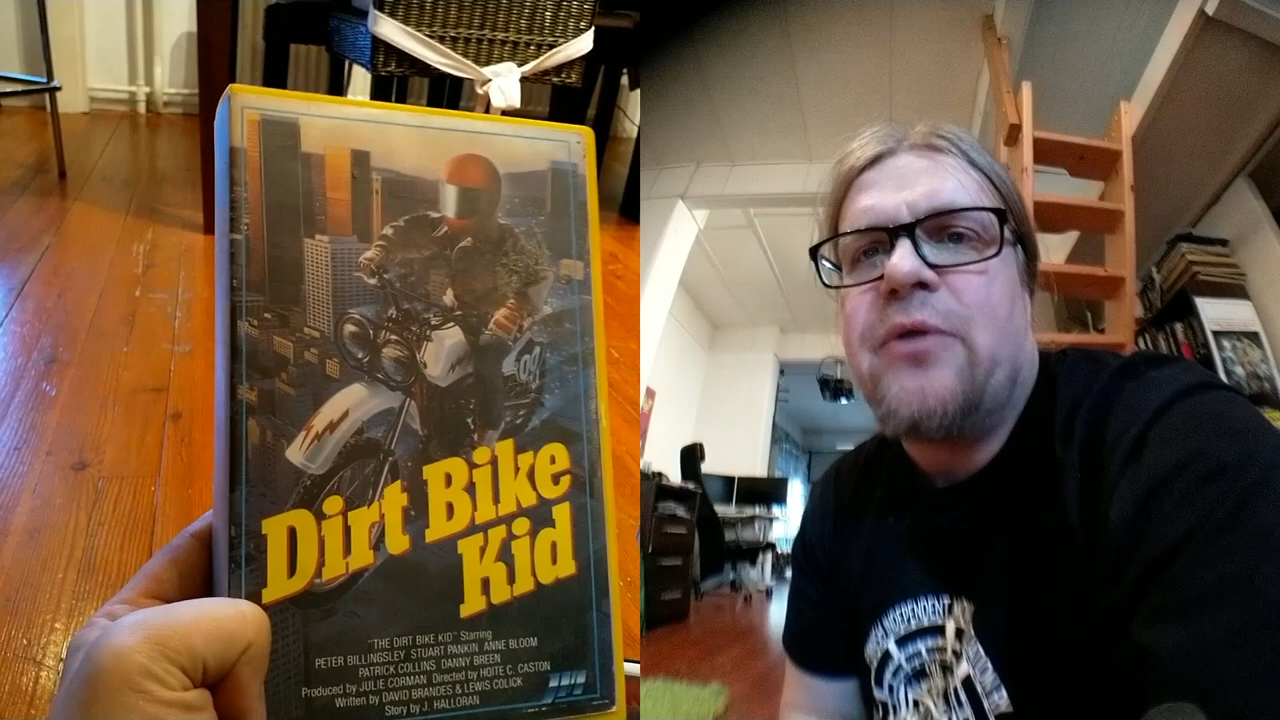 Dirt Bike
Kid
"THE DIRT BIKE KID" Starring
PETER BILLINGSLEY STUART PANKIN ANNE BLOOM
PATRICK COLLINS DANNY BREEN
Produced by JULIE CORMAN Directed by HOITE C. CASTON
Written by DAVID BRANDES & LEWIS COLICK
Story by J. HALLORAN
INDEPENDENT